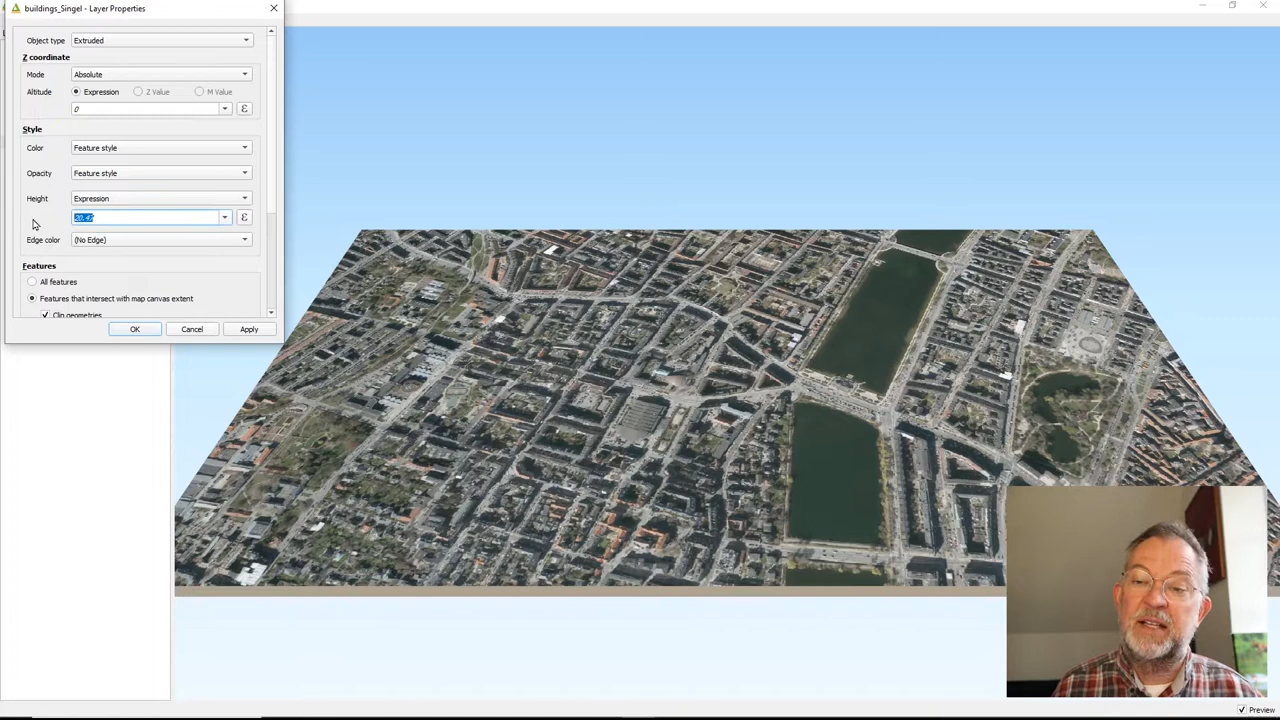 buildings_Singel - Layer Properties
Object type Extruded
Z coordinate
Mode Absolute
Altitude Expression Z Value M Value
0 ε
Style
Color Feature style
Opacity Feature style
Height Expression
ε
Edge color (No Edge)
Features
All features
Features that intersect with map canvas extent
Clip geometries
OK Cancel Apply
Preview